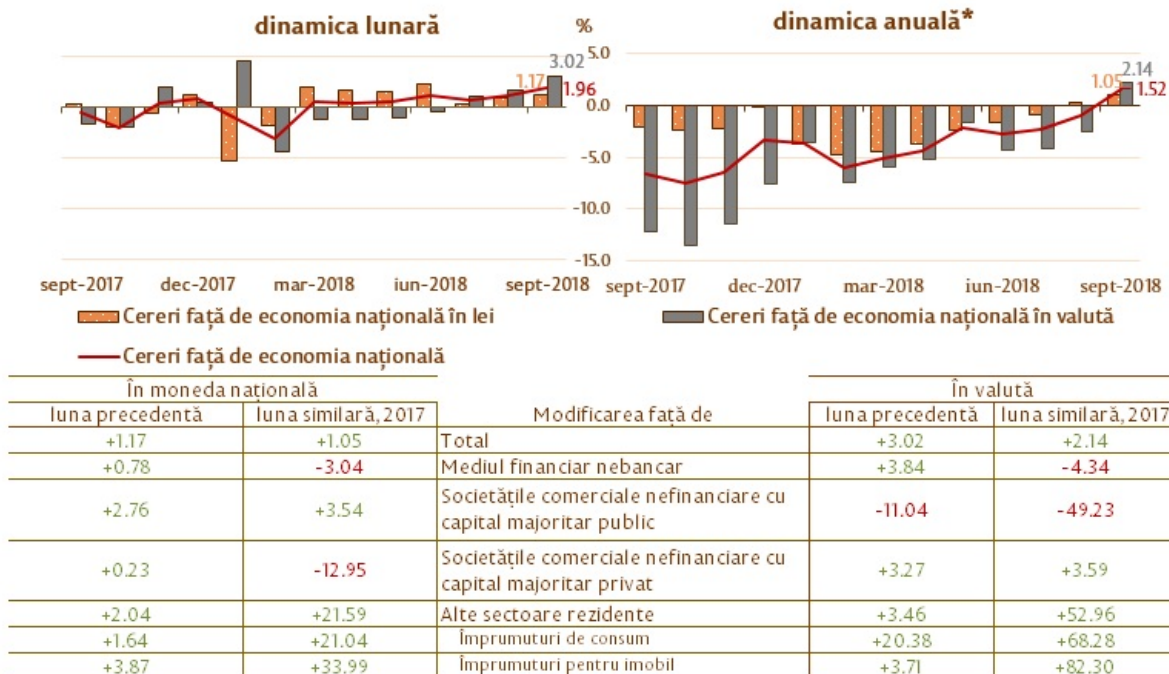 dinamica lunară
%
dinamica anuală*
5.0
0.0
-5.0
-10.0
-15.0
1.17
3.02
1.96
1.05
2.14
1.52
sept-2017 dec-2017 mar-2018 iun-2018 sept-2018
sept-2017 dec-2017 mar-2018 iun-2018 sept-2018
Cereri față de economia națională în lei
Cereri față de economia națională în valută
Cereri față de economia națională
În moneda națională În valută
luna precedentă luna similară, 2017 Modificarea față de luna precedentă luna similară, 2017
+1.17 +1.05 Total +3.02 +2.14
+0.78 -3.04 Mediul financiar nebancar +3.84 -4.34
+2.76 +3.54 Societățile comerciale nefinanciare cu
capital majoritar public -11.04 -49.23
+0.23 -12.95 Societățile comerciale nefinanciare cu
capital majoritar privat +3.27 +3.59
+2.04 +21.59 Alte sectoare rezidente +3.46 +52.96
+1.64 +21.04 Împrumuturi de consum +20.38 +68.28
+3.87 +33.99 Împrumuturi pentru imobil +3.71 +82.30